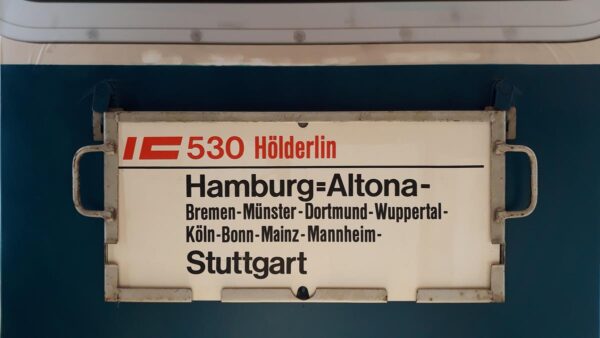 IC 530 Hölderlin
Hamburg=Altona-
Bremen-Münster-Dortmund-Wuppertal-
Köln-Bonn-Mainz-Mannheim-
Stuttgart